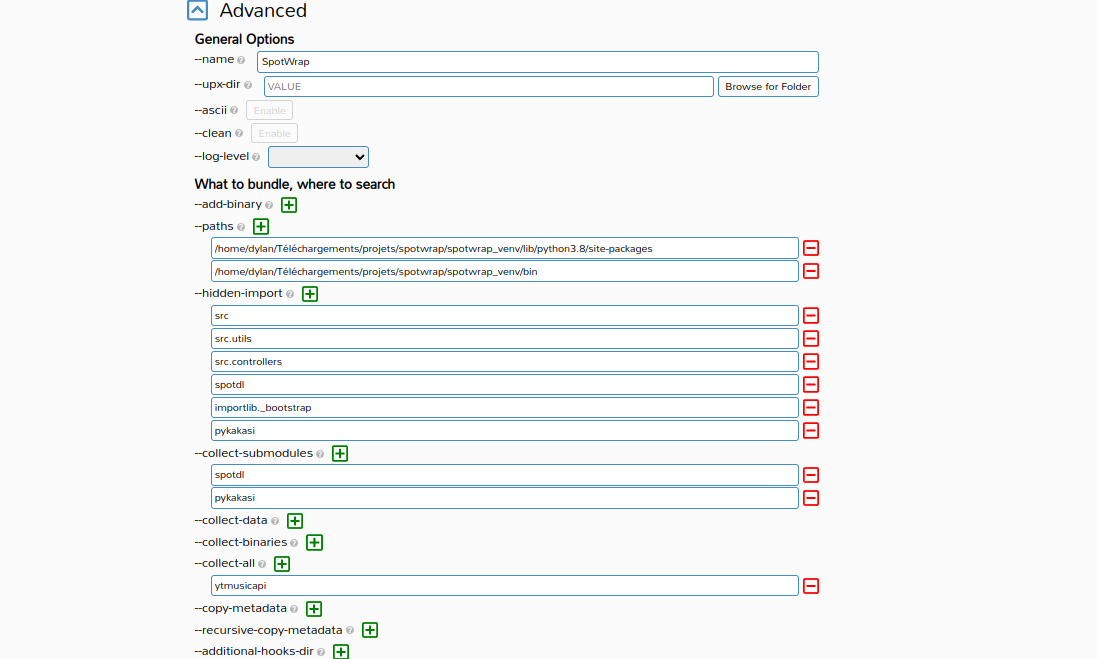 Advanced
General Options
--name SpotWrap
--upx-dir VALUE Browse for Folder
--ascii Enable
--clean Enable
--log-level
What to bundle, where to search
--add-binary
--paths
/home/dylan/Téléchargements/projets/spotwrap/spotwrap_venv/lib/python3.8/site-packages
/home/dylan/Téléchargements/projets/spotwrap/spotwrap_venv/bin
--hidden-import
src
src.utils
src.controllers
spotdl
importlib._bootstrap
pykakasi
--collect-submodules
spotdl
pykakasi
--collect-data
--collect-binaries
--collect-all
ytmusicapi
--copy-metadata
--recursive-copy-metadata
--additional-hooks-dir